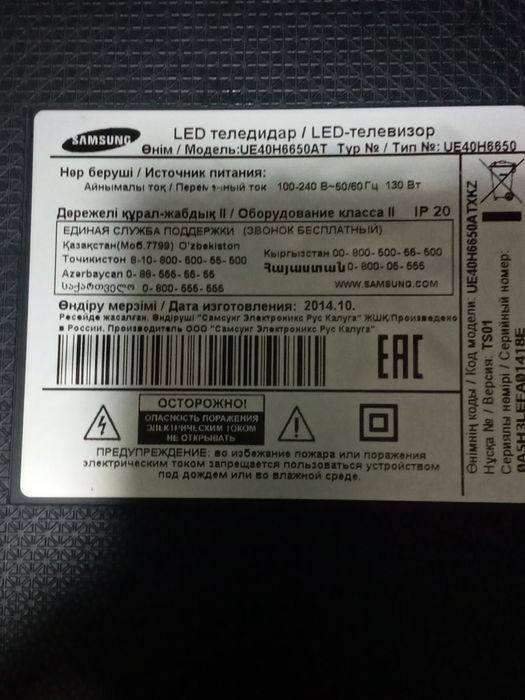 SAMSUNG
LED теледидар / LED-телевизор
Өнім / Модель:UE40H6650AT Түр № / Тип №: UE40H6650
Нәр беруші / Источник питания:
Айнымалы ток / Переменный ток 100-240 В~50/60 Гц 130 Вт
Дәрежелі құрал-жабдық II / Оборудование класса II IP 20
ЕДИНАЯ СЛУЖБА ПОДДЕРЖКИ (ЗВОНОК БЕСПЛАТНЫЙ)
Қазақстан(Моб.7799) O'zbekiston
Тоҷикистон 8-10-800-500-55-500
Кыргызстан 00-800-500-55-500
Azərbaycan 0-88-555-55-55
Հայաստան 0-800-05-555
საქართველო 0-800-555-555
WWW.SAMSUNG.COM
Өндіру мерзімі / Дата изготовления: 2014.10.
Ресейде жасалган. Өндіруші "Самсунг Электроникс Рус Калуга" ЖШҚ/Произведено
в России. Производитель ООО "Самсунг Электроникс Рус Калуга"
EAC
ОСТОРОЖНО!
ОПАСНОСТЬ ПОРАЖЕНИЯ
ЭЛЕКТРИЧЕСКИМ ТОКОМ
НЕ ОТКРЫВАТЬ
ПРЕДУПРЕЖДЕНИЕ: во избежание пожара или поражения
электрическим током запрещается пользоваться устройством
под дождем или во влажной среде.
Өнімнің коды / Код модели: UE40H6650ATXKZ
Нұсқа № / Версия: TS01
Сериялы нөмірі / Серийный номер: